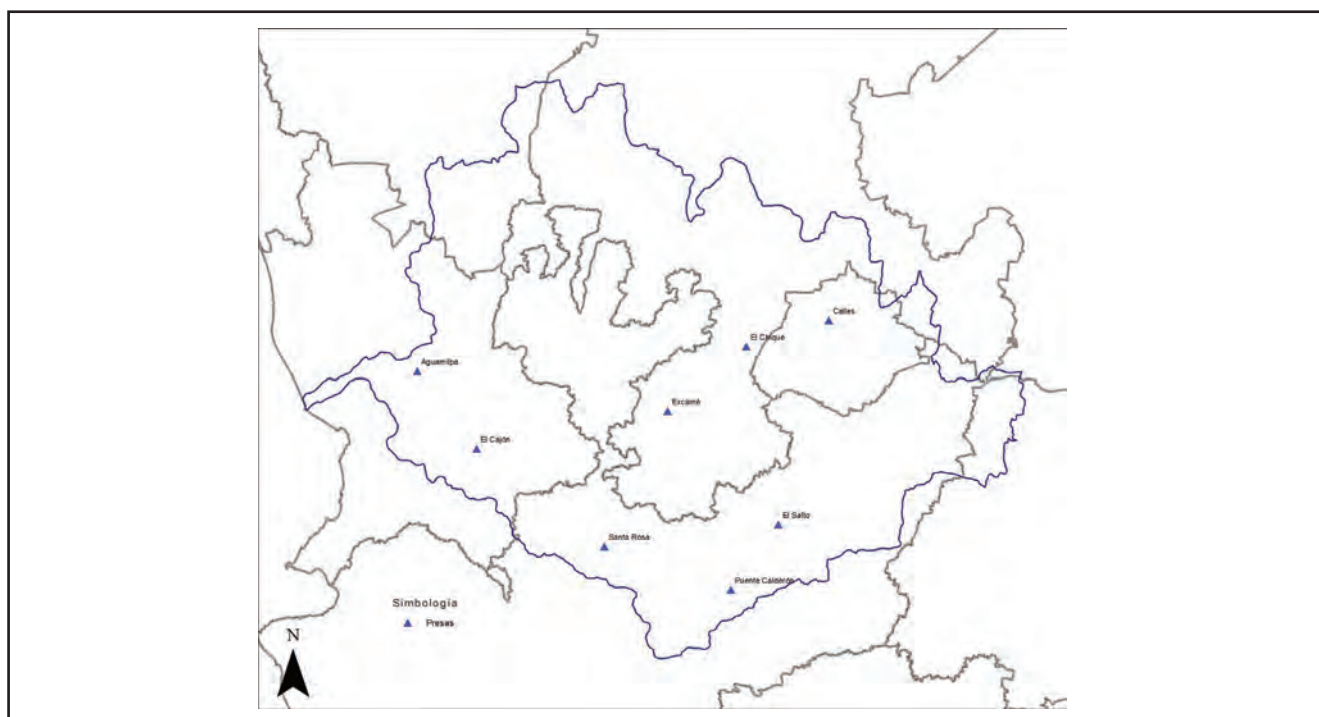 Calles
El Chique
Aguamilpa
Excamé
El Cajón
El Salto
Santa Rosa
Puente Calderón
Simbología
Presas
N